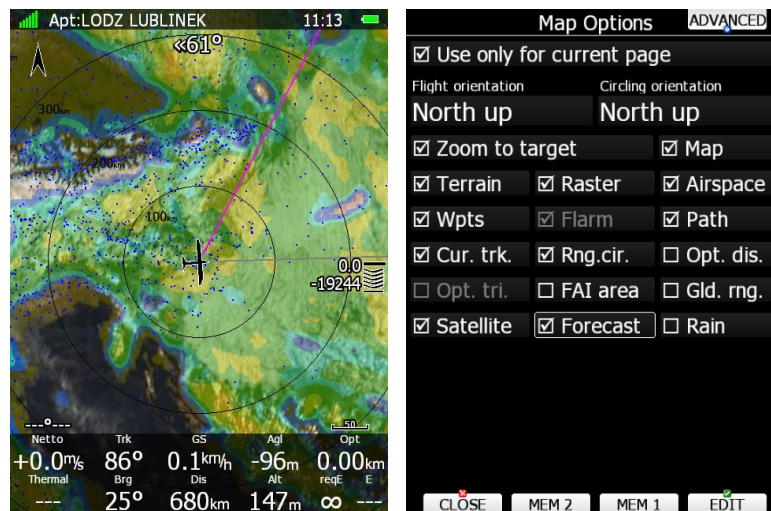 Apt:LODZ LUBLINEK 11:13
«61°
300km
200km
100km
0.0
-19244
---°---
50
Netto Trk GS Agl Opt
+0.0m/s 86° 0.1km/h -96m 0.00km
Thermal Brg Dis Alt reqE E
--- 25° 680km 147m ∞ ---
Map Options ADVANCED
Use only for current page
Flight orientation Circling orientation
North up North up
Zoom to target Map
Terrain Raster Airspace
Wpts Flarm Path
Cur. trk. Rng.cir. Opt. dis.
Opt. tri. FAI area Gld. rng.
Satellite Forecast Rain
CLOSE MEM 2 MEM 1 EDIT